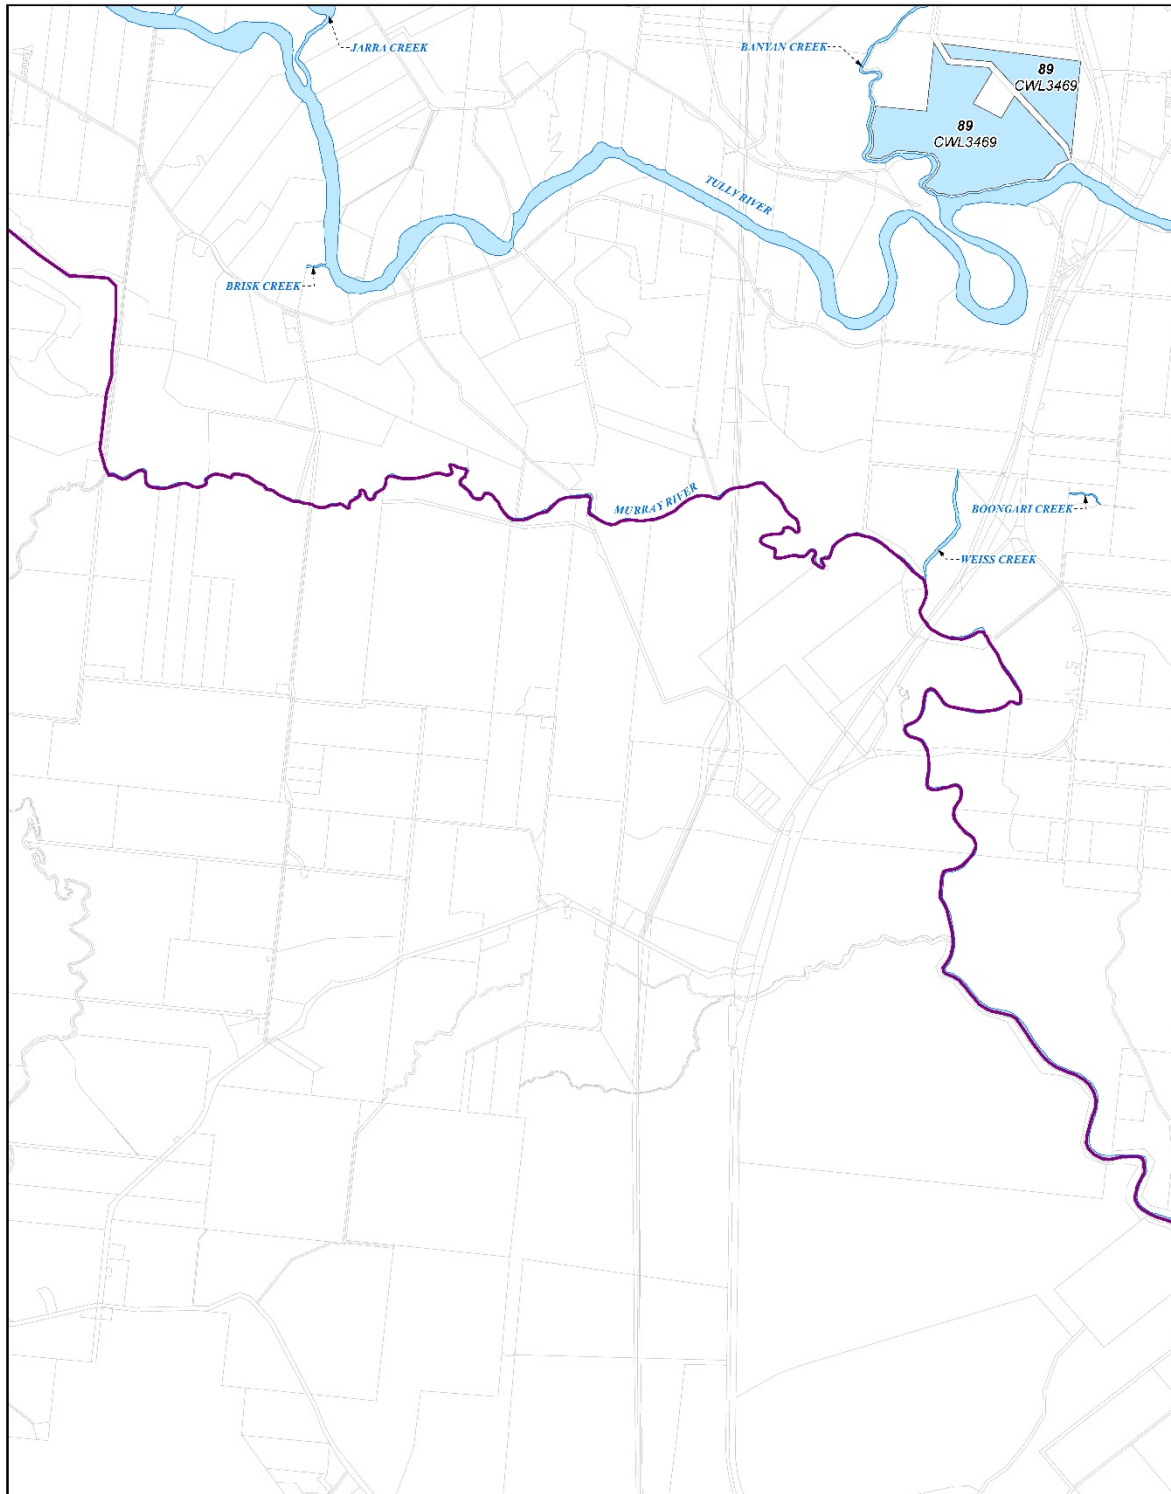 JARRA CREEK
BANYAN CREEK
89
CWL3469
89
CWL3469
TULLY RIVER
BRISK CREEK
MURRAY RIVER
BOONGARI CREEK
WEISS CREEK